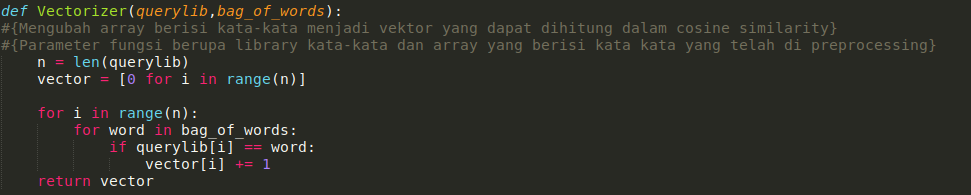 def Vectorizer(querylib,bag_of_words):
#{Mengubah array berisi kata-kata menjadi vektor yang dapat dihitung dalam cosine similarity}
#{Parameter fungsi berupa library kata-kata dan array yang berisi kata kata yang telah di preprocessing}
    n = len(querylib)
    vector = [0 for i in range(n)]

    for i in range(n):
        for word in bag_of_words:
            if querylib[i] == word:
                vector[i] += 1
    return vector